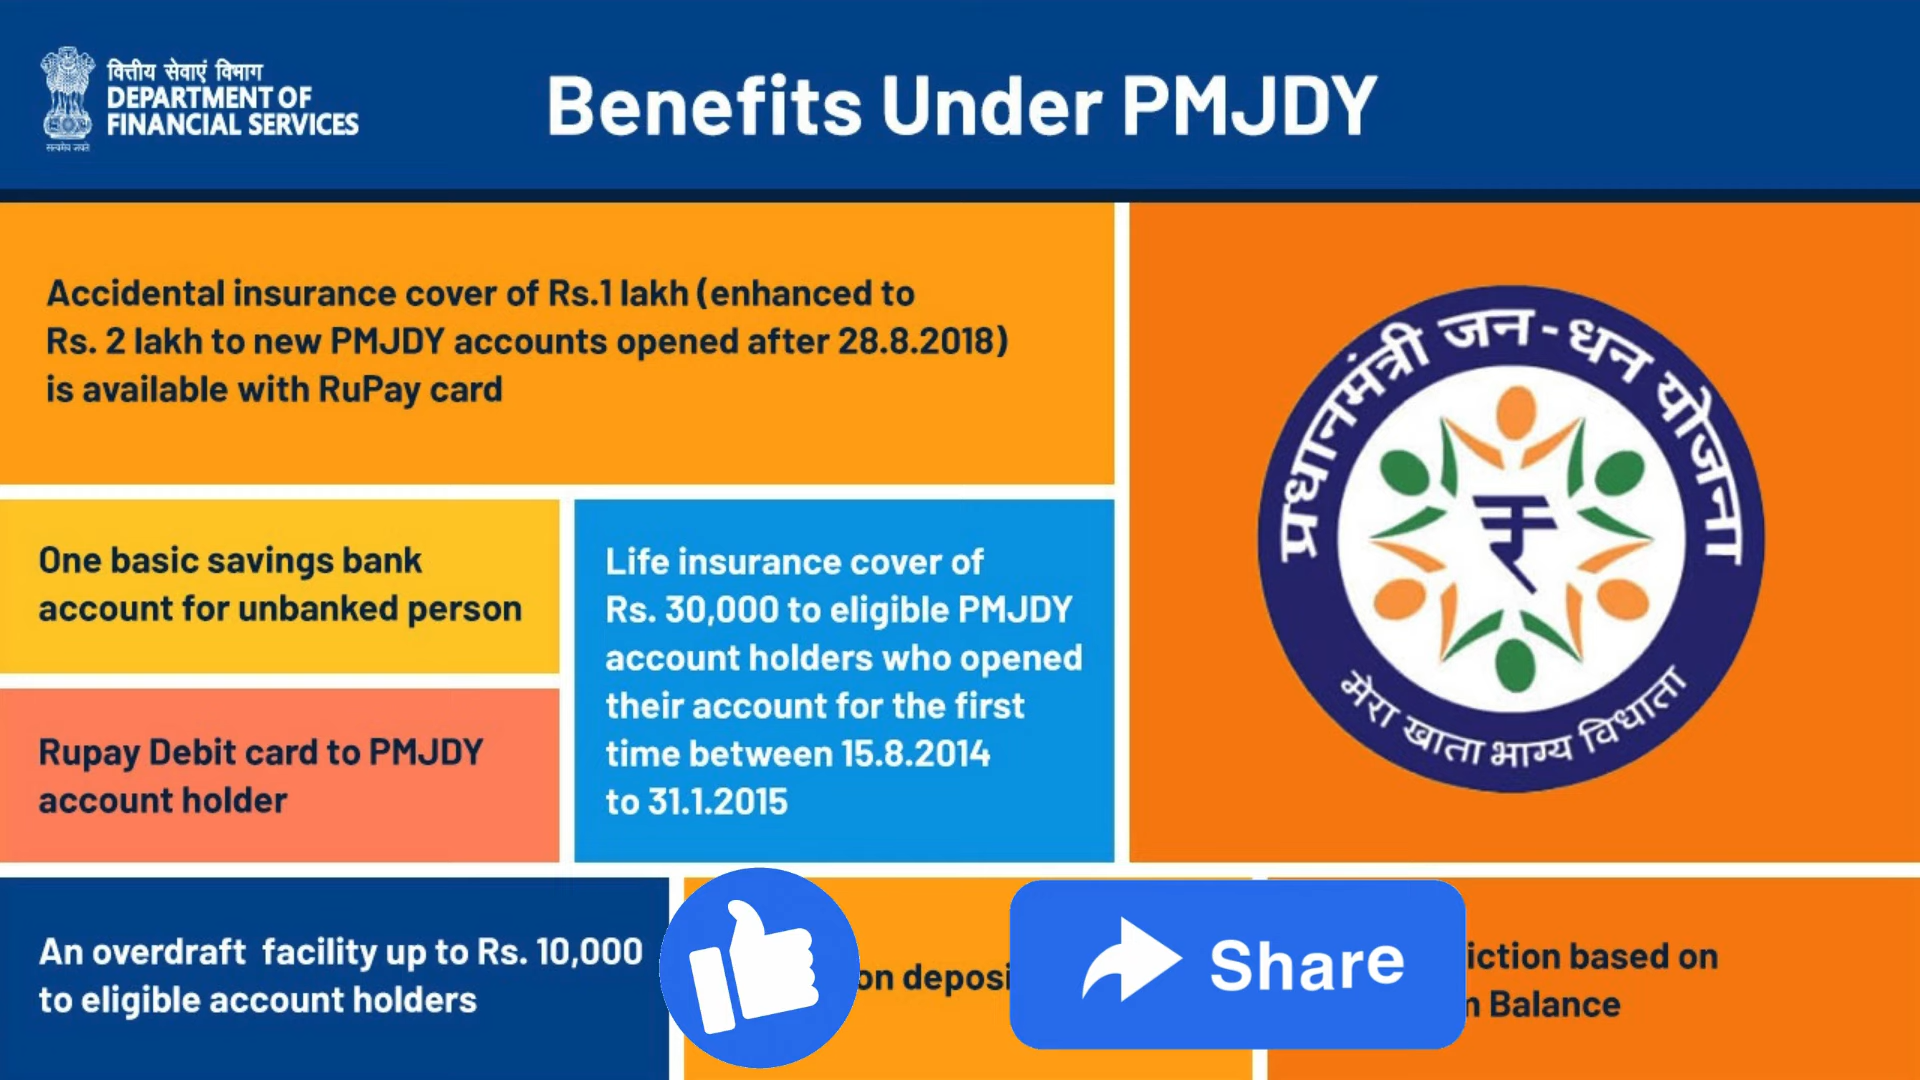 वित्तीय सेवाएं विभाग
DEPARTMENT OF
FINANCIAL SERVICES
सत्यमेव जयते
Benefits Under PMJDY
Accidental insurance cover of Rs.1 lakh (enhanced to
Rs. 2 lakh to new PMJDY accounts opened after 28.8.2018)
is available with RuPay card
प्रधानमंत्री जन-धन योजना
₹
मेरा खाता भाग्य विधाता
One basic savings bank
account for unbanked person
Life insurance cover of
Rs. 30,000 to eligible PMJDY
account holders who opened
their account for the first
time between 15.8.2014
to 31.1.2015
Rupay Debit card to PMJDY
account holder
An overdraft facility up to Rs. 10,000
to eligible account holders
on
Share
based on
Balance